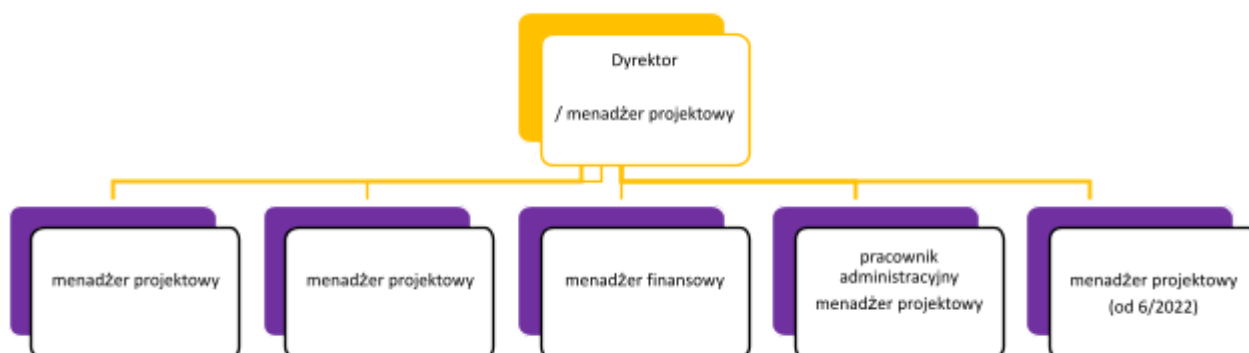 Dyrektor
/ menadżer projektowy
menadżer projektowy
menadżer projektowy
menadżer finansowy
pracownik
administracyjny
menadżer projektowy
menadżer projektowy
(od 6/2022)